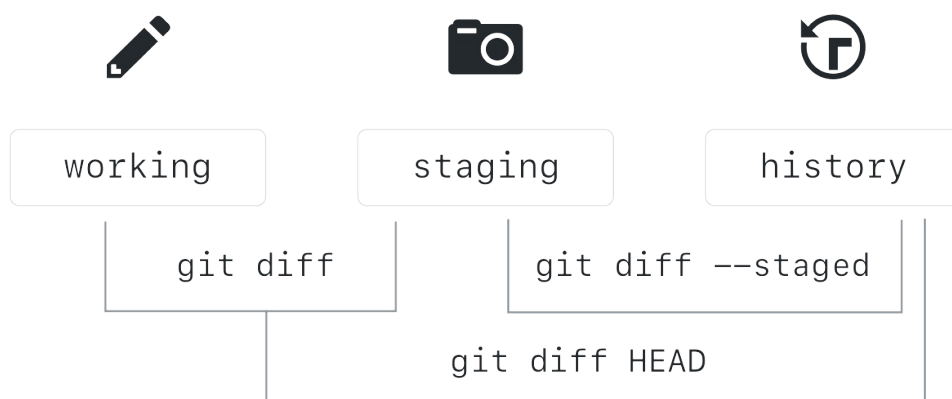 working
staging
history
git diff
git diff --staged
git diff HEAD